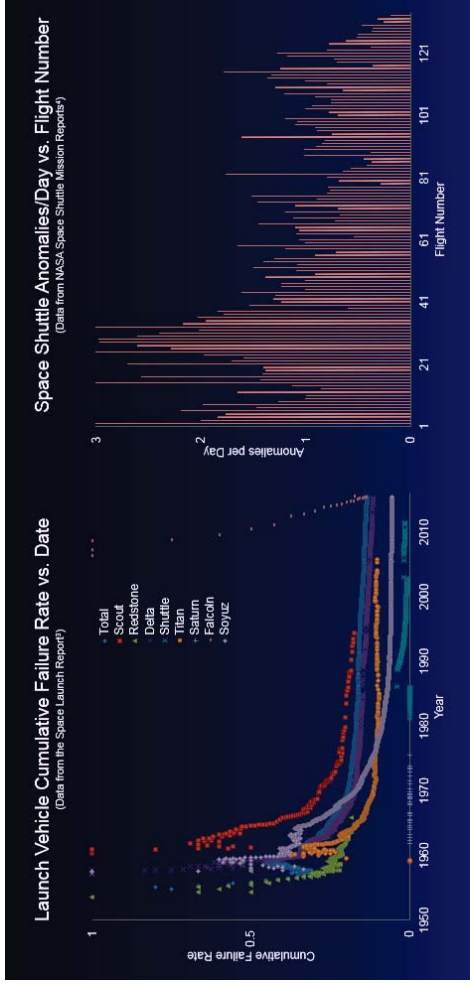 Launch Vehicle Cumulative Failure Rate vs. Date
(Data from the Space Launch Report³)
1
0.5
0
Cumulative Failure Rate
Total
Scout
Redstone
Delta
Shuttle
Titan
Saturn
Falcoin
Soyuz
1950
1960
1970
1980
1990
2000
2010
Year
Space Shuttle Anomalies/Day vs. Flight Number
(Data from NASA Space Shuttle Mission Reports⁴)
3
2
1
0
Anomalies per Day
1
21
41
61
81
101
121
Flight Number